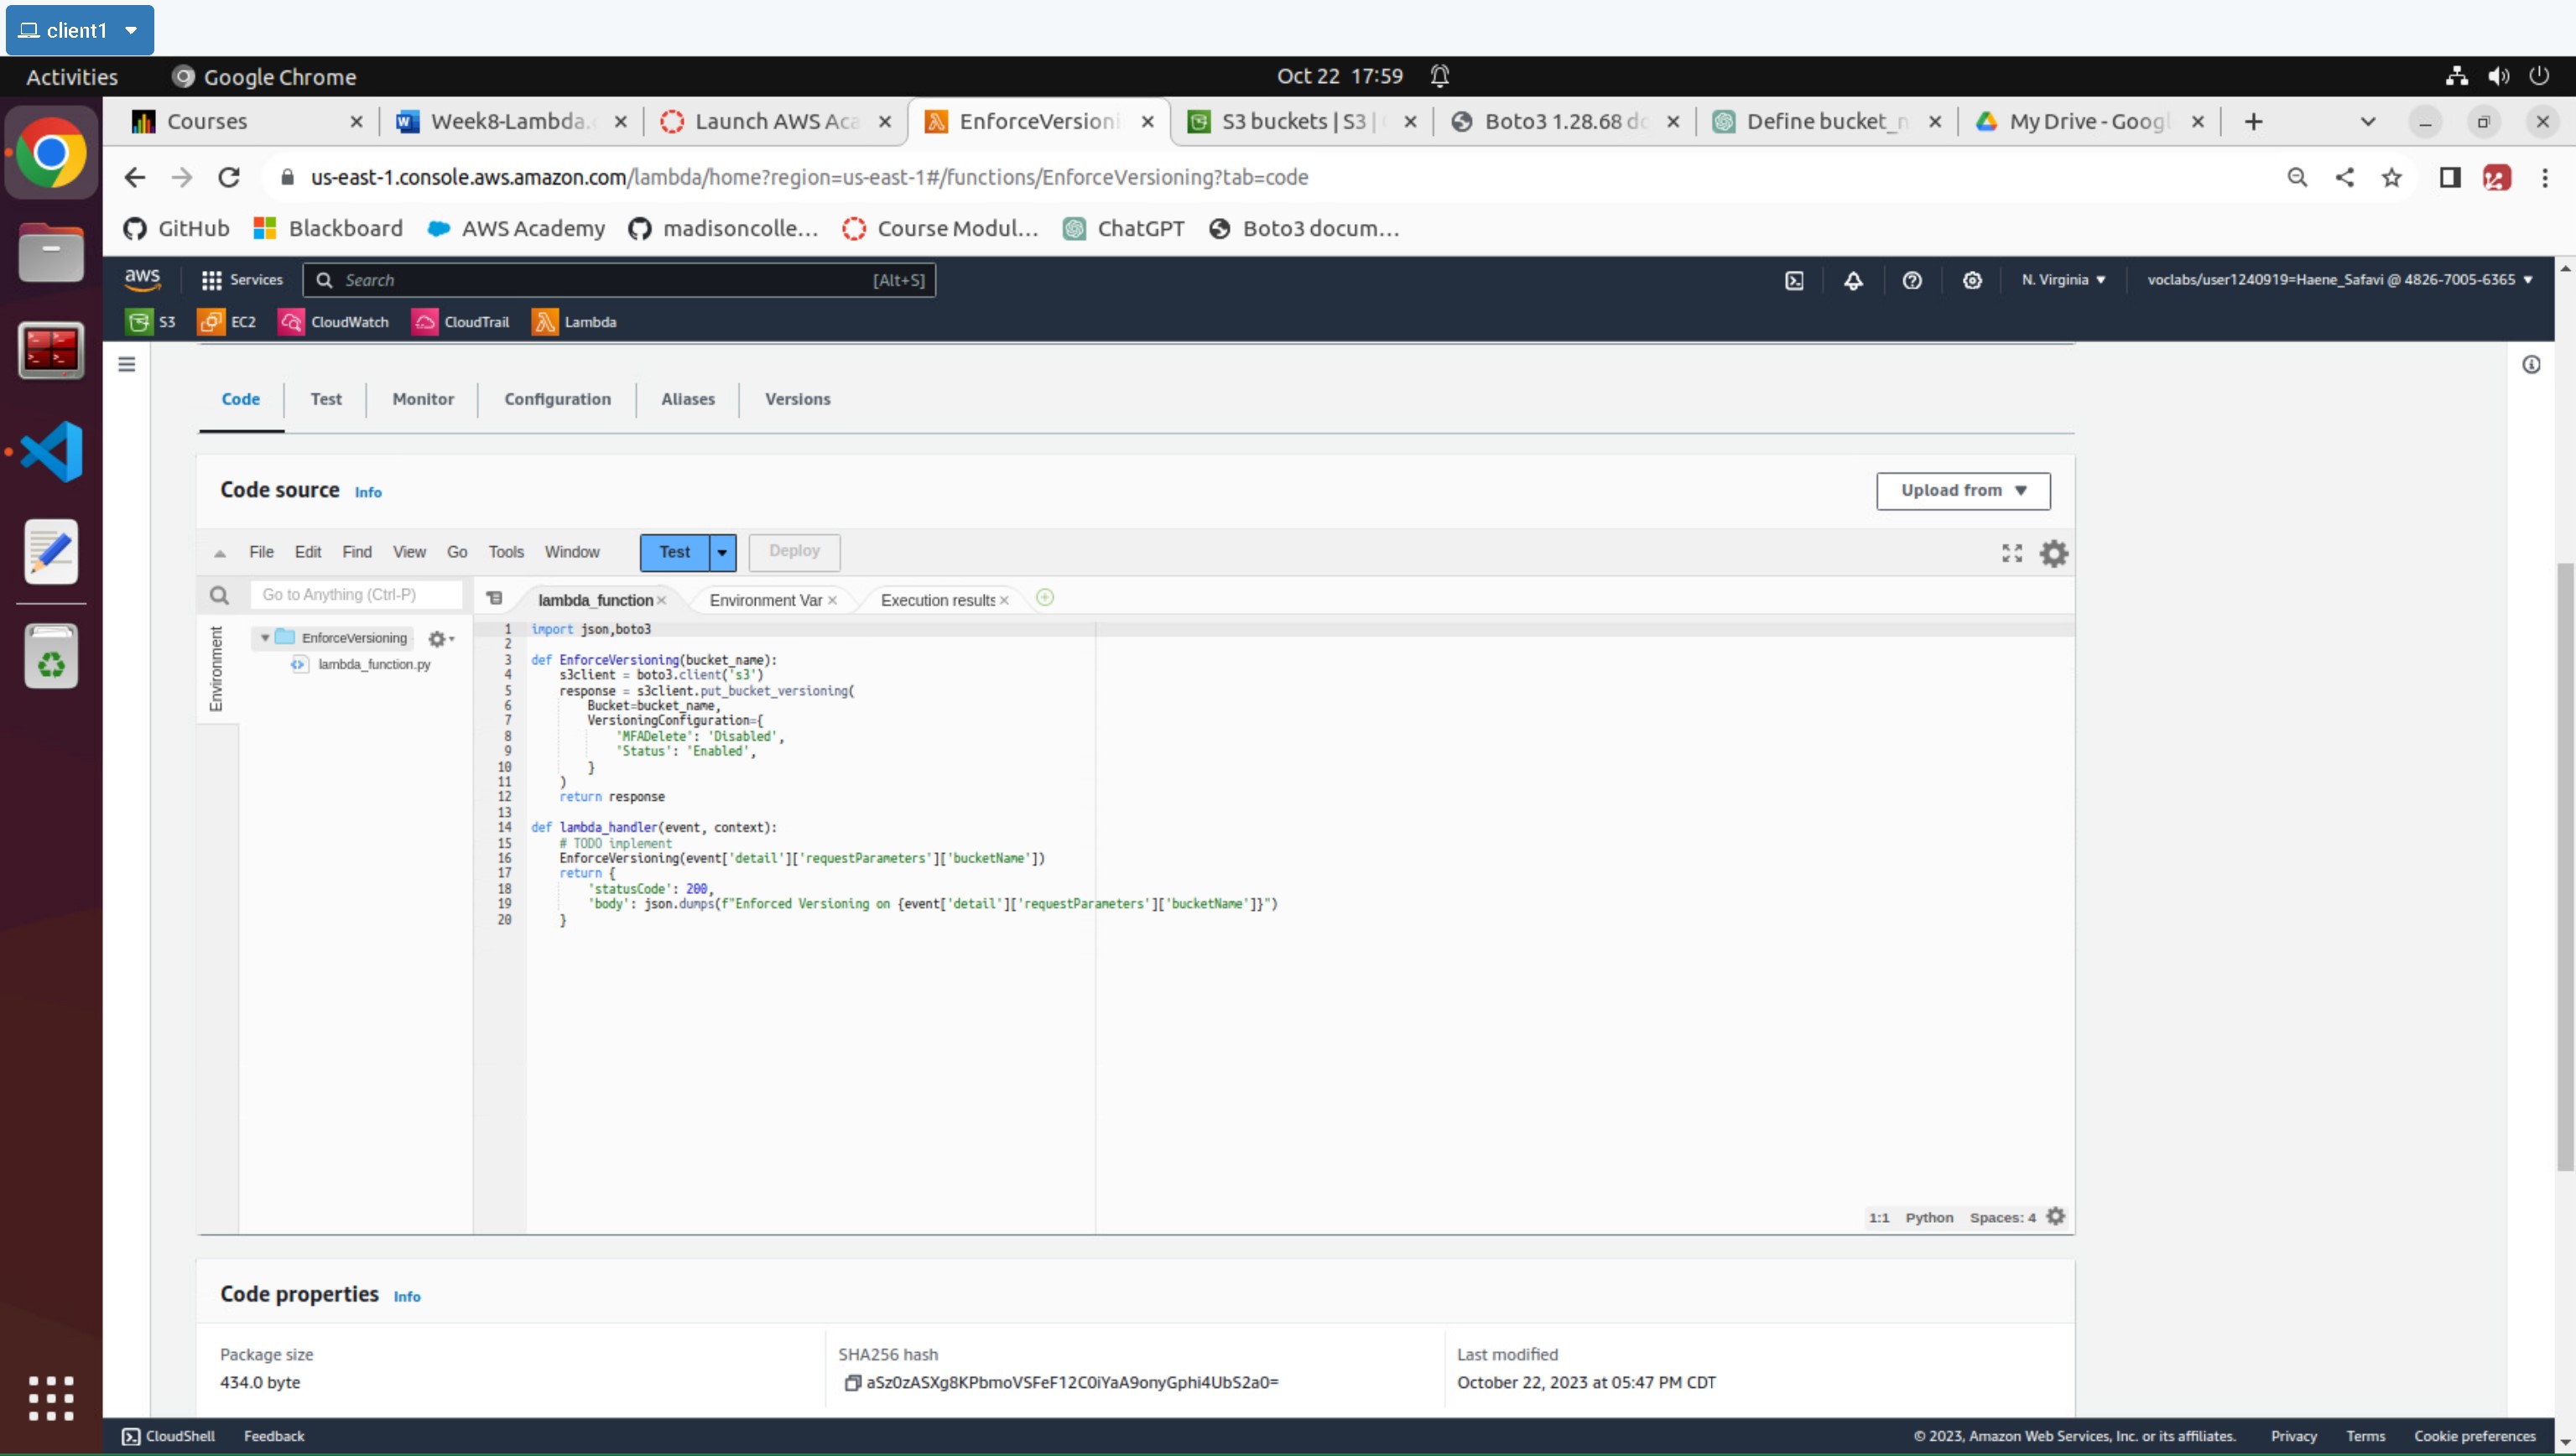 client1
Activities Google Chrome Oct 22 17:59
Courses Week8-Lambda. Launch AWS Aca EnforceVersioni S3 buckets | S3 | Boto3 1.28.68 do Define bucket_n My Drive - Googl
us-east-1.console.aws.amazon.com/lambda/home?region=us-east-1#/functions/EnforceVersioning?tab=code
GitHub Blackboard AWS Academy madisoncolle... Course Modul... ChatGPT Boto3 docum...
aws Services Search [Alt+S] N. Virginia voclabs/user1240919=Haene_Safavi @ 4826-7005-6365
S3 EC2 CloudWatch CloudTrail Lambda
Code Test Monitor Configuration Aliases Versions
Code source Info Upload from
File Edit Find View Go Tools Window Test Deploy
Go to Anything (Ctrl-P) lambda_function Environment Var Execution results
Environment
EnforceVersioning
lambda_function.py
1 import json,boto3
2
3 def EnforceVersioning(bucket_name):
4 s3client = boto3.client('s3')
5 response = s3client.put_bucket_versioning(
6 Bucket=bucket_name,
7 VersioningConfiguration={
8 'MFADelete': 'Disabled',
9 'Status': 'Enabled',
10 }
11 )
12 return response
13
14 def lambda_handler(event, context):
15 # TODO implement
16 EnforceVersioning(event['detail']['requestParameters']['bucketName'])
17 return {
18 'statusCode': 200,
19 'body': json.dumps(f"Enforced Versioning on {event['detail']['requestParameters']['bucketName']}")
20 }
1:1 Python Spaces: 4
Code properties Info
Package size SHA256 hash Last modified
434.0 byte aSz0zASXg8KPbmoVSFeF12C0iYaA9onyGphi4UbS2a0= October 22, 2023 at 05:47 PM CDT
CloudShell Feedback © 2023, Amazon Web Services, Inc. or its affiliates. Privacy Terms Cookie preferences